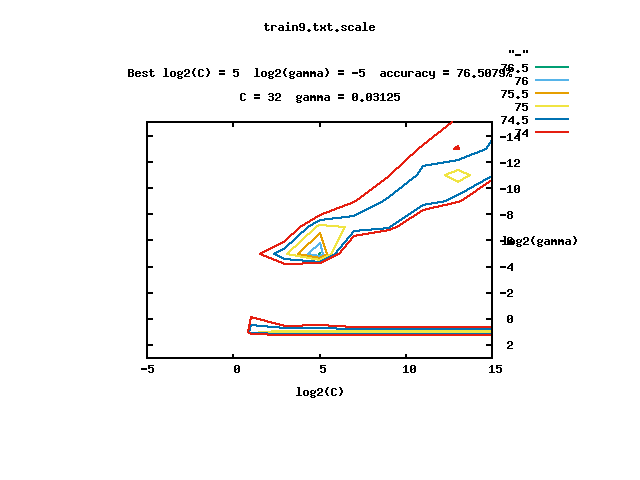 train9.txt.scale
"-"
Best log2(C) = 5  log2(gamma) = -5  accuracy = 76.5079%
76.5
76
75.5
75
74.5
74
C = 32  gamma = 0.03125
-14
-12
-10
-8
-6
log2(gamma)
-4
-2
0
2
-5 0 5 10 15
log2(C)